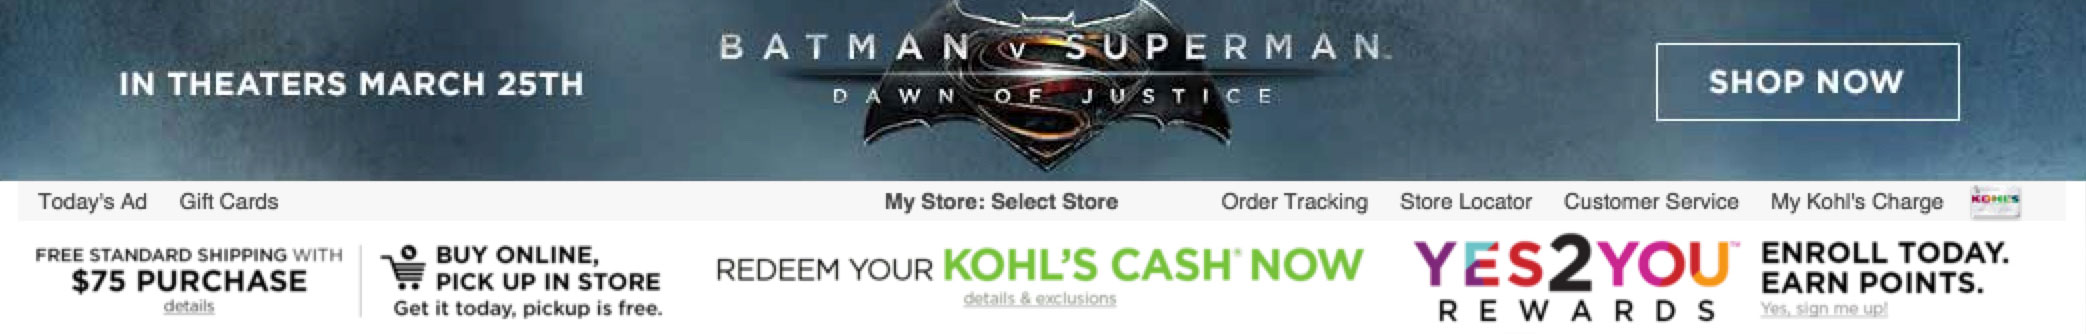 IN THEATERS MARCH 25TH
BATMAN v SUPERMAN™
DAWN OF JUSTICE
SHOP NOW
Today's Ad Gift Cards My Store: Select Store Order Tracking Store Locator Customer Service My Kohl's Charge KOHL'S
FREE STANDARD SHIPPING WITH
$75 PURCHASE
details
BUY ONLINE,
PICK UP IN STORE
Get it today, pickup is free.
REDEEM YOUR KOHL'S CASH® NOW
details & exclusions
YES2YOU™
REWARDS
ENROLL TODAY.
EARN POINTS.
Yes, sign me up!